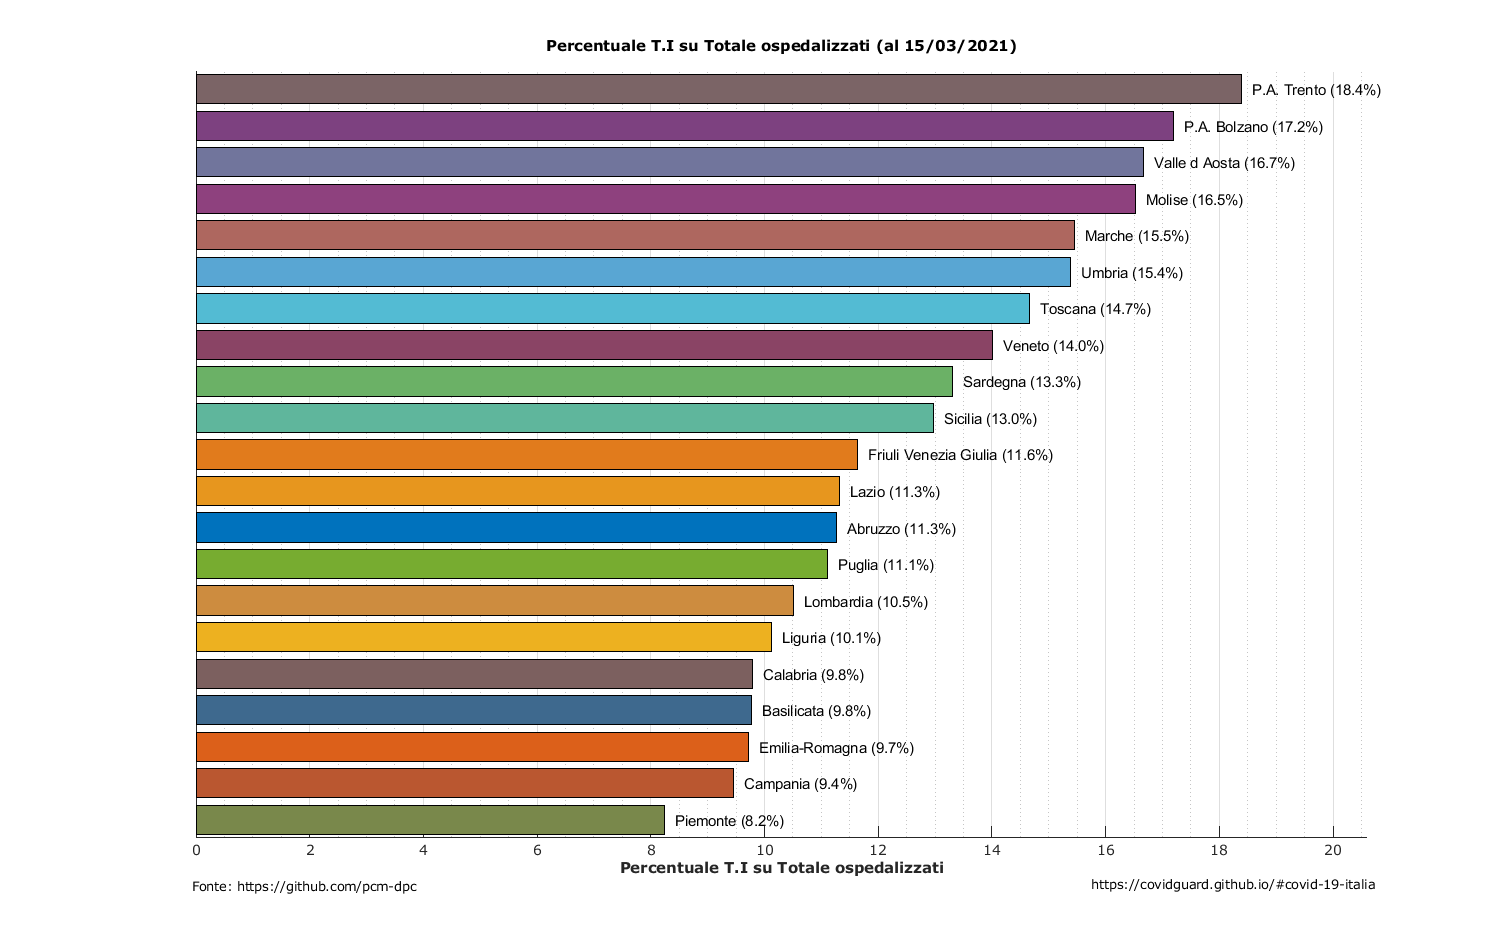 Percentuale T.I su Totale ospedalizzati (al 15/03/2021)
P.A. Trento (18.4%)
P.A. Bolzano (17.2%)
Valle d Aosta (16.7%)
Molise (16.5%)
Marche (15.5%)
Umbria (15.4%)
Toscana (14.7%)
Veneto (14.0%)
Sardegna (13.3%)
Sicilia (13.0%)
Friuli Venezia Giulia (11.6%)
Lazio (11.3%)
Abruzzo (11.3%)
Puglia (11.1%)
Lombardia (10.5%)
Liguria (10.1%)
Calabria (9.8%)
Basilicata (9.8%)
Emilia-Romagna (9.7%)
Campania (9.4%)
Piemonte (8.2%)
0 2 4 6 8 10 12 14 16 18 20
Percentuale T.I su Totale ospedalizzati
Fonte: https://github.com/pcm-dpc
https://covidguard.github.io/#covid-19-italia